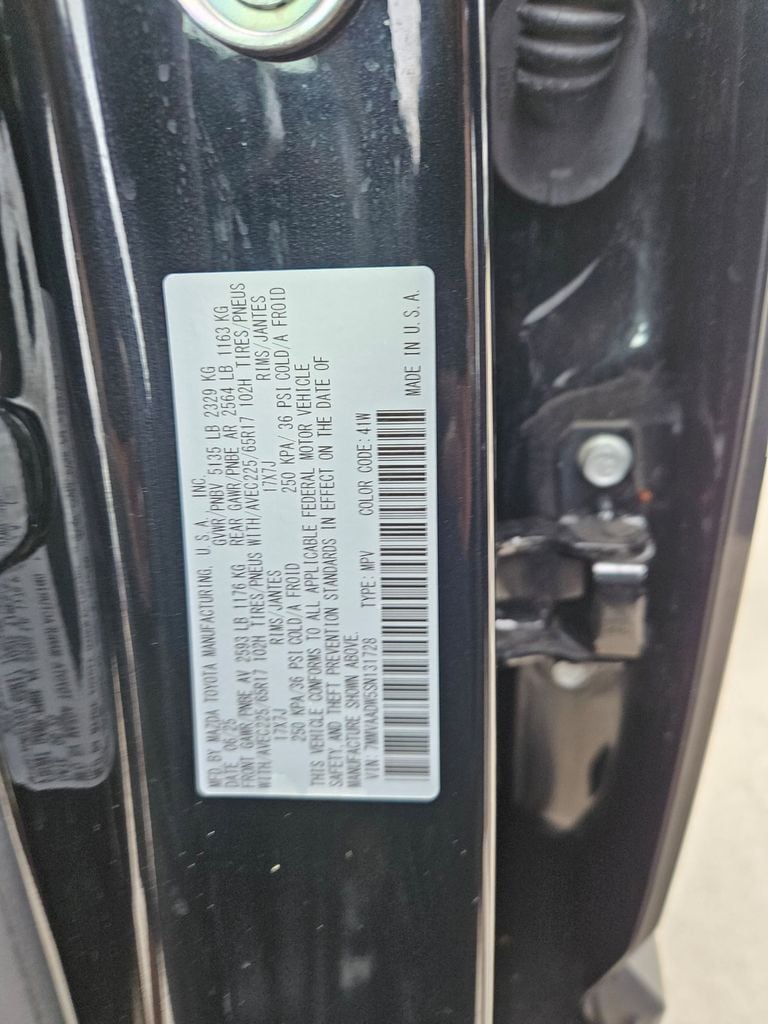 MFD BY MAZDA TOYOTA MANUFACTURING, U.S.A., INC.
DATE 06/25 GVWR/PNBV 5135 LB 2329 KG
FRONT GAWR/PNBE AV 2593 LB 1176 KG REAR GAWR/PNBE AR 2564 LB 1163 KG
WITH/AVEC225/65R17 102H TIRES/PNEUS WITH/AVEC225/65R17 102H TIRES/PNEUS
17X7J RIMS/JANTES 17X7J RIMS/JANTES
250 KPA/36 PSI COLD/A FROID 250 KPA/ 36 PSI COLD/A FROID
THIS VEHICLE CONFORMS TO ALL APPLICABLE FEDERAL MOTOR VEHICLE
SAFETY, AND THEFT PREVENTION STANDARDS IN EFFECT ON THE DATE OF
MANUFACTURE SHOWN ABOVE.
VIN: 7MMVAADW5SN131728 TYPE: MPV COLOR CODE: 41W
MADE IN U.S.A.